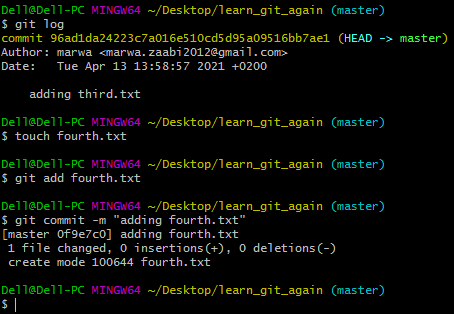 Dell@Dell-PC MINGW64 ~/Desktop/learn_git_again (master)
$ git log
commit 96ad1da24223c7a016e510cd5d95a09516bb7ae1 (HEAD -> master)
Author: marwa <marwa.zaabi2012@gmail.com>
Date:   Tue Apr 13 13:58:57 2021 +0200
    adding third.txt
Dell@Dell-PC MINGW64 ~/Desktop/learn_git_again (master)
$ touch fourth.txt
Dell@Dell-PC MINGW64 ~/Desktop/learn_git_again (master)
$ git add fourth.txt
Dell@Dell-PC MINGW64 ~/Desktop/learn_git_again (master)
$ git commit -m "adding fourth.txt"
[master 0f9e7c0] adding fourth.txt
 1 file changed, 0 insertions(+), 0 deletions(-)
 create mode 100644 fourth.txt
Dell@Dell-PC MINGW64 ~/Desktop/learn_git_again (master)
$